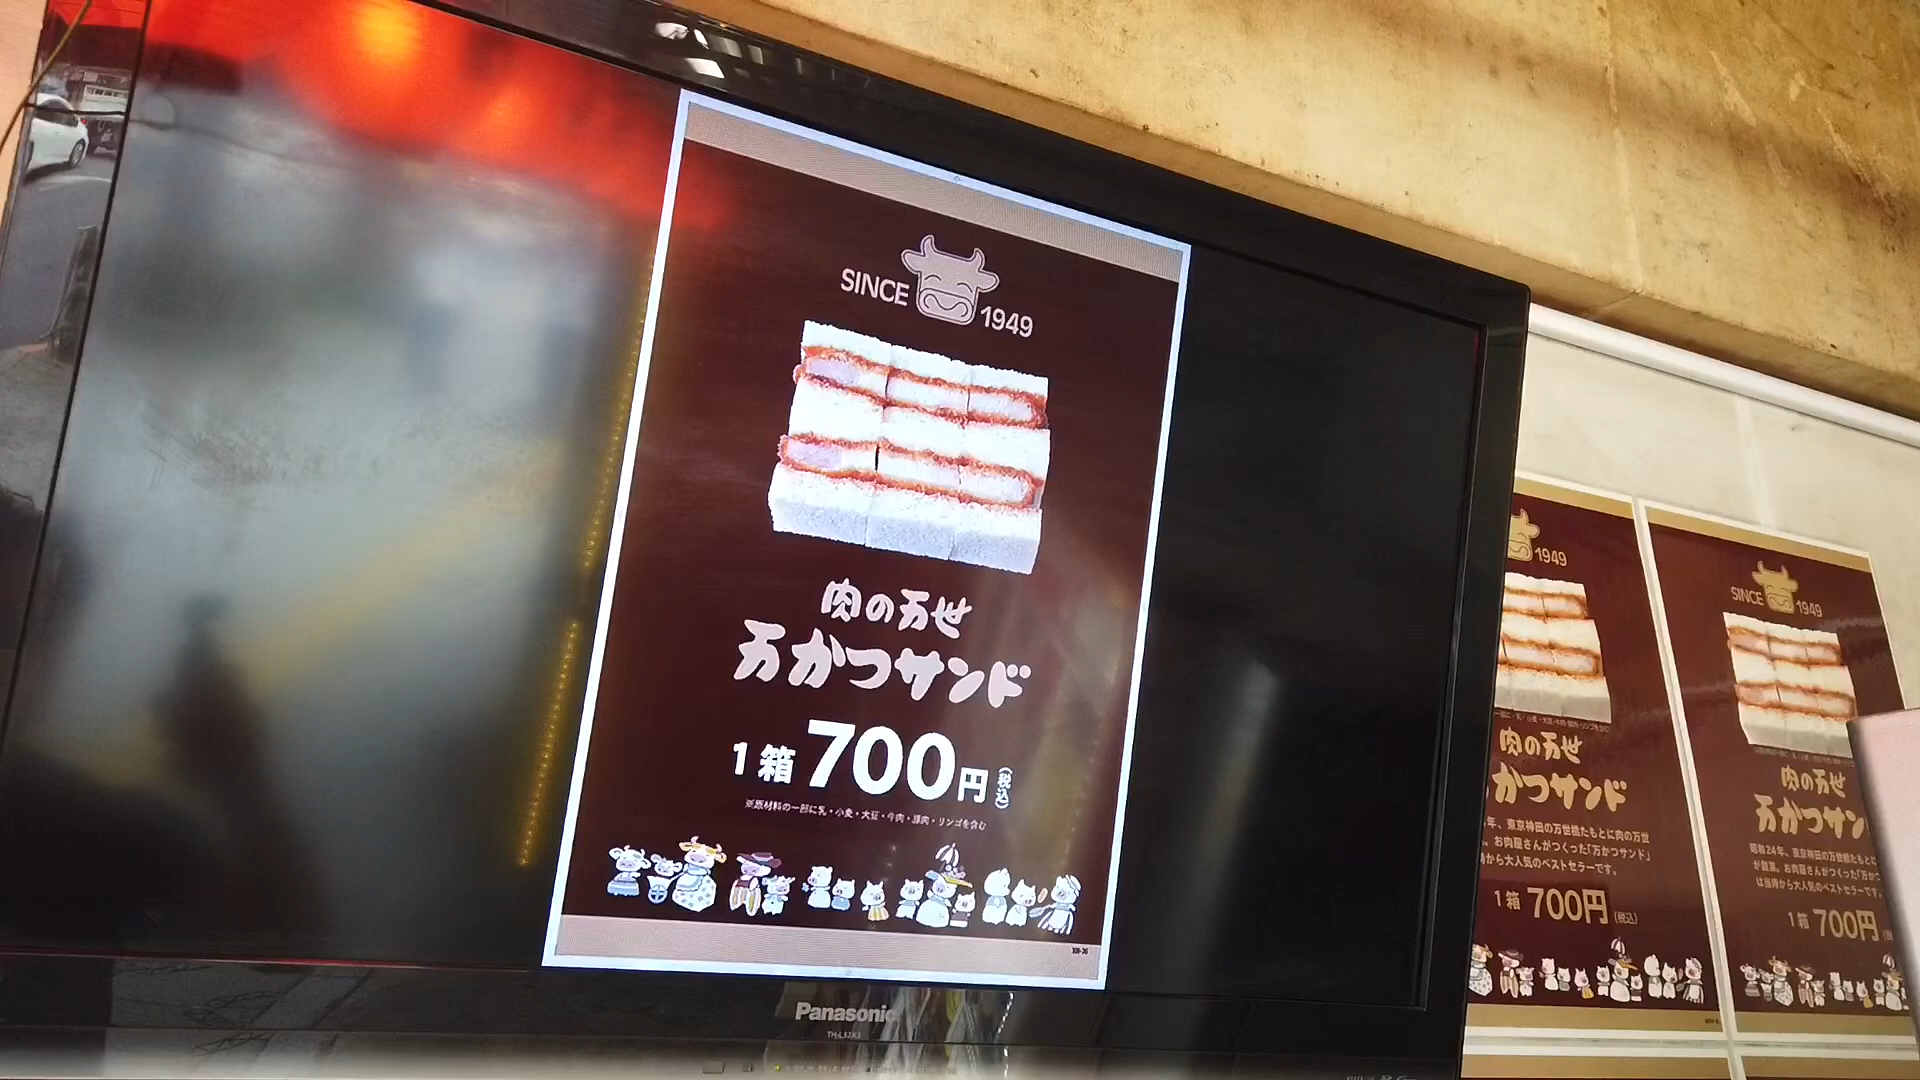 SINCE 1949
肉の万世
万かつサンド
1箱 700円 (税込)
※原材料の一部に乳・小麦・大豆・牛肉・豚肉・リンゴを含む
Panasonic
1949
肉の万世
かつサンド
年、東京神田の万世橋たもとに肉の万世
。お肉屋さんがつくった「万かつサンド」
時から大人気のベストセラーです。
1箱 700円 (税込)
SINCE 1949
肉の万世
万かつサン
昭和24年、東京神田の万世橋たもとに
が創業。お肉屋さんがつくった「万かつ
は当時から大人気のベストセラーです。
1箱 700円